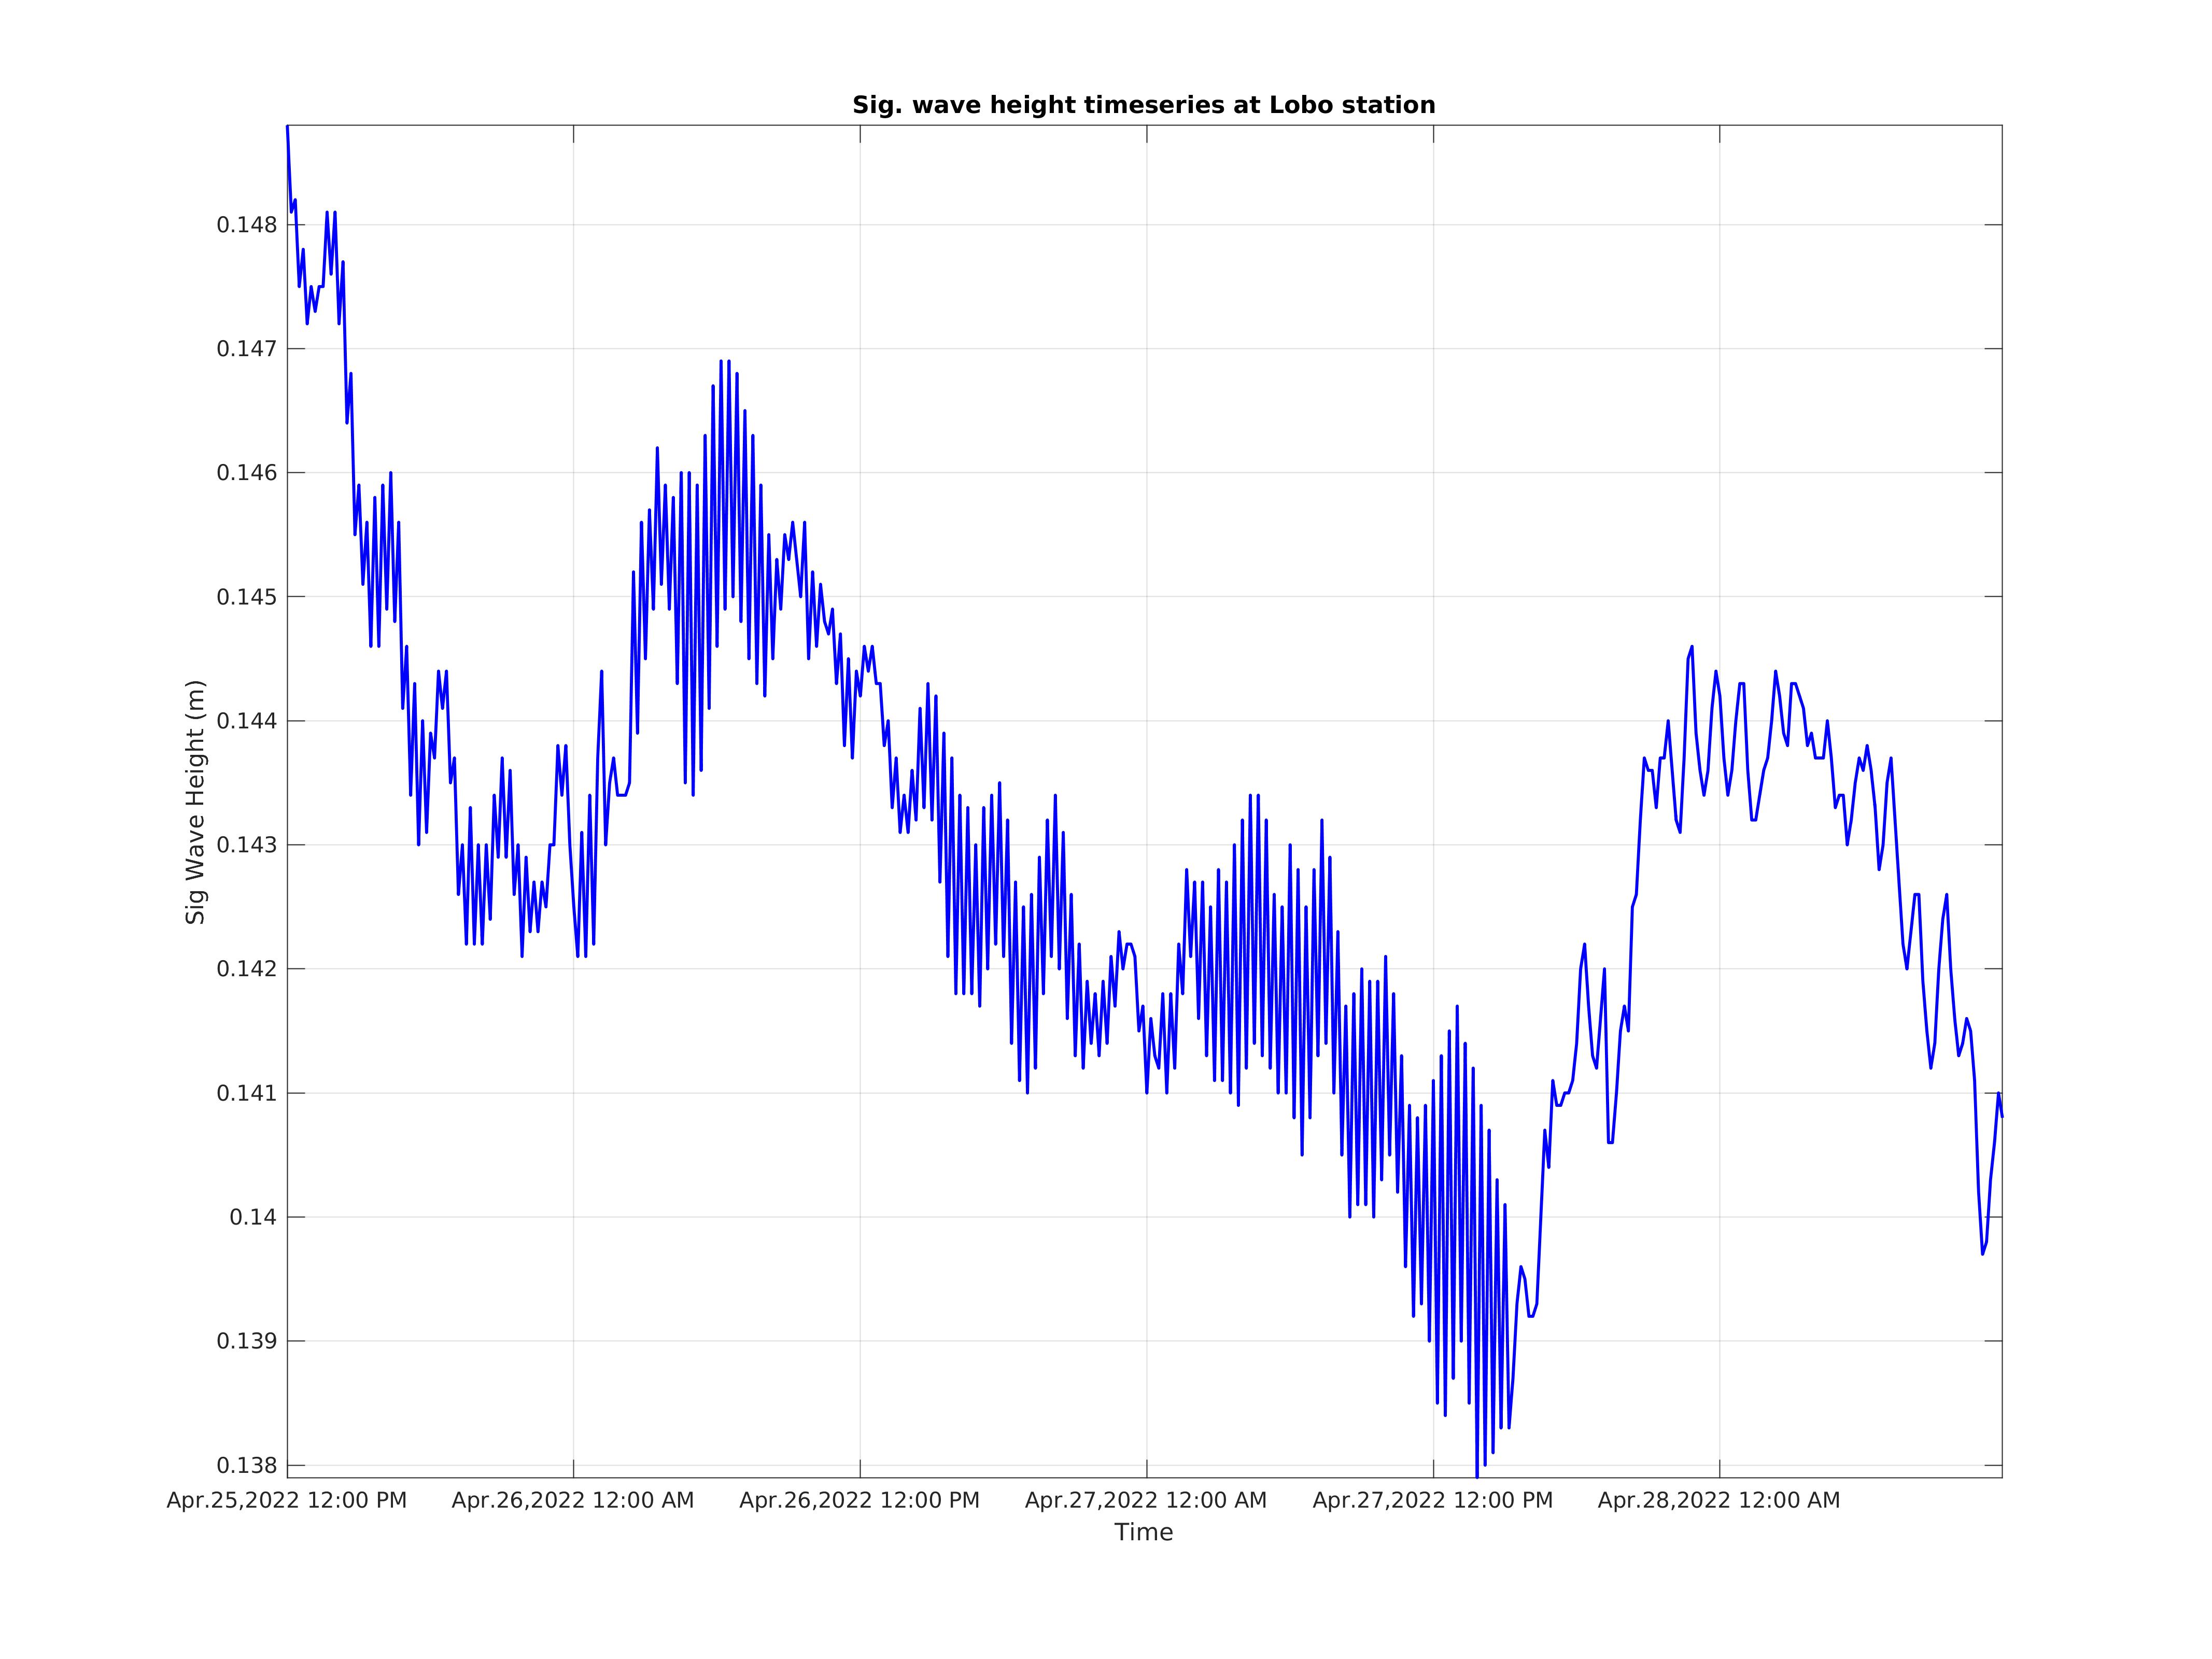 Sig. wave height timeseries at Lobo station
0.148
0.147
0.146
0.145
0.144
0.143
0.142
0.141
0.14
0.139
0.138
Sig Wave Height (m)
Apr.25,2022 12:00 PM Apr.26,2022 12:00 AM Apr.26,2022 12:00 PM Apr.27,2022 12:00 AM Apr.27,2022 12:00 PM Apr.28,2022 12:00 AM
Time